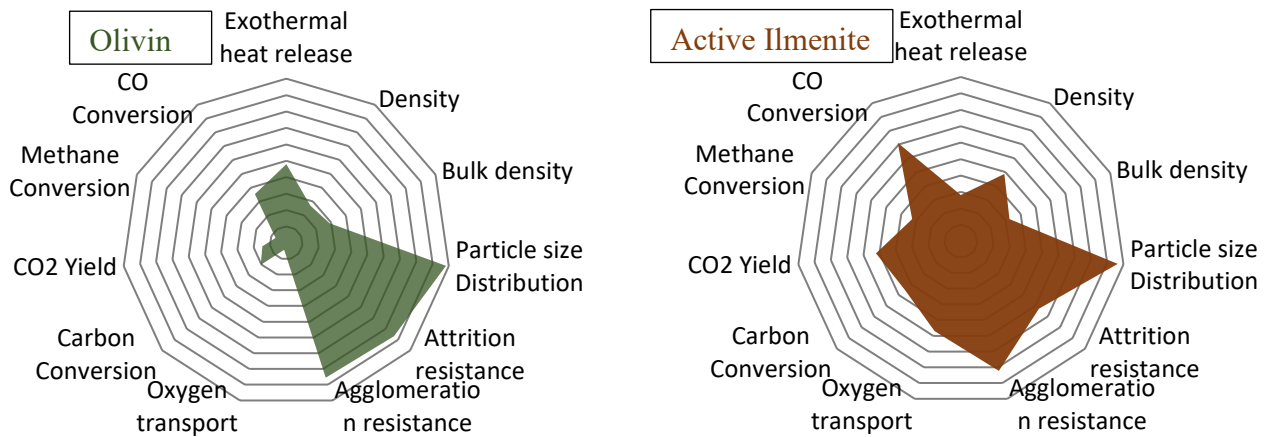 Olivin
Exothermal
heat release
Density
Bulk density
Particle size
Distribution
Attrition
resistance
Agglomeratio
n resistance
Oxygen
transport
Carbon
Conversion
CO2 Yield
Methane
Conversion
CO
Conversion
Active Ilmenite
Exothermal
heat release
Density
Bulk density
Particle size
Distribution
Attrition
resistance
Agglomeratio
n resistance
Oxygen
transport
Carbon
Conversion
CO2 Yield
Methane
Conversion
CO
Conversion